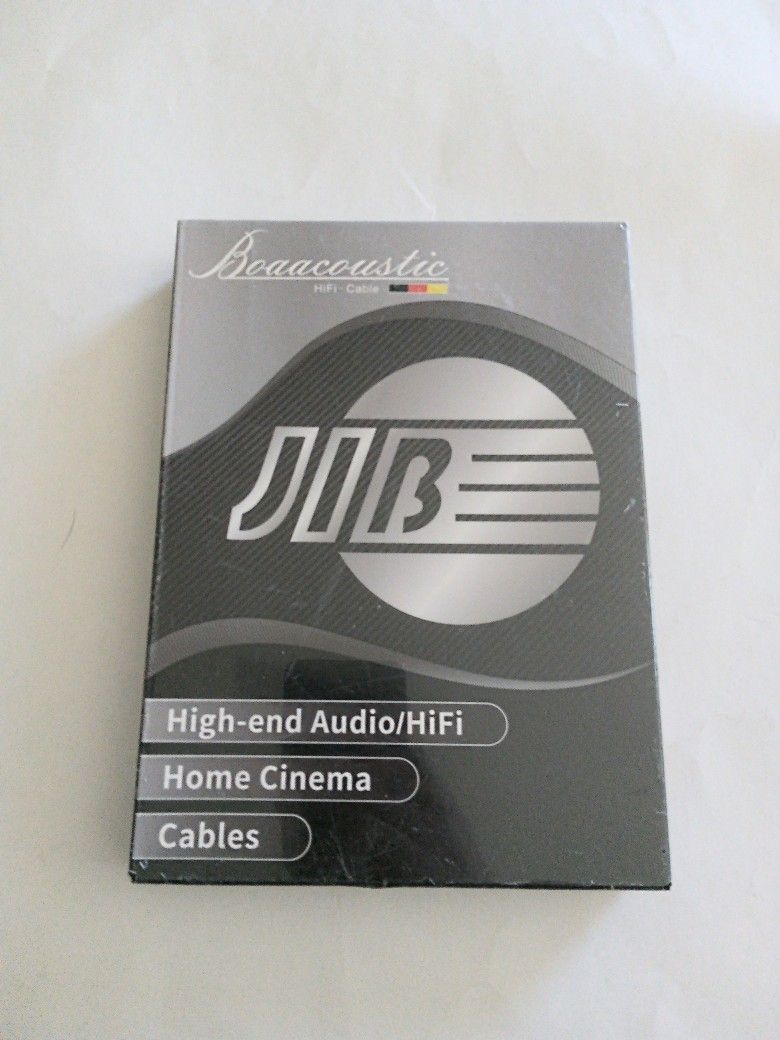 Boaacoustic
HiFi-Cable
JIB
High-end Audio/HiFi
Home Cinema
Cables